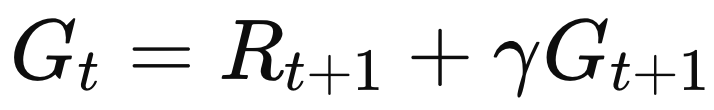 G_t = R_{t+1} + γG_{t+1}